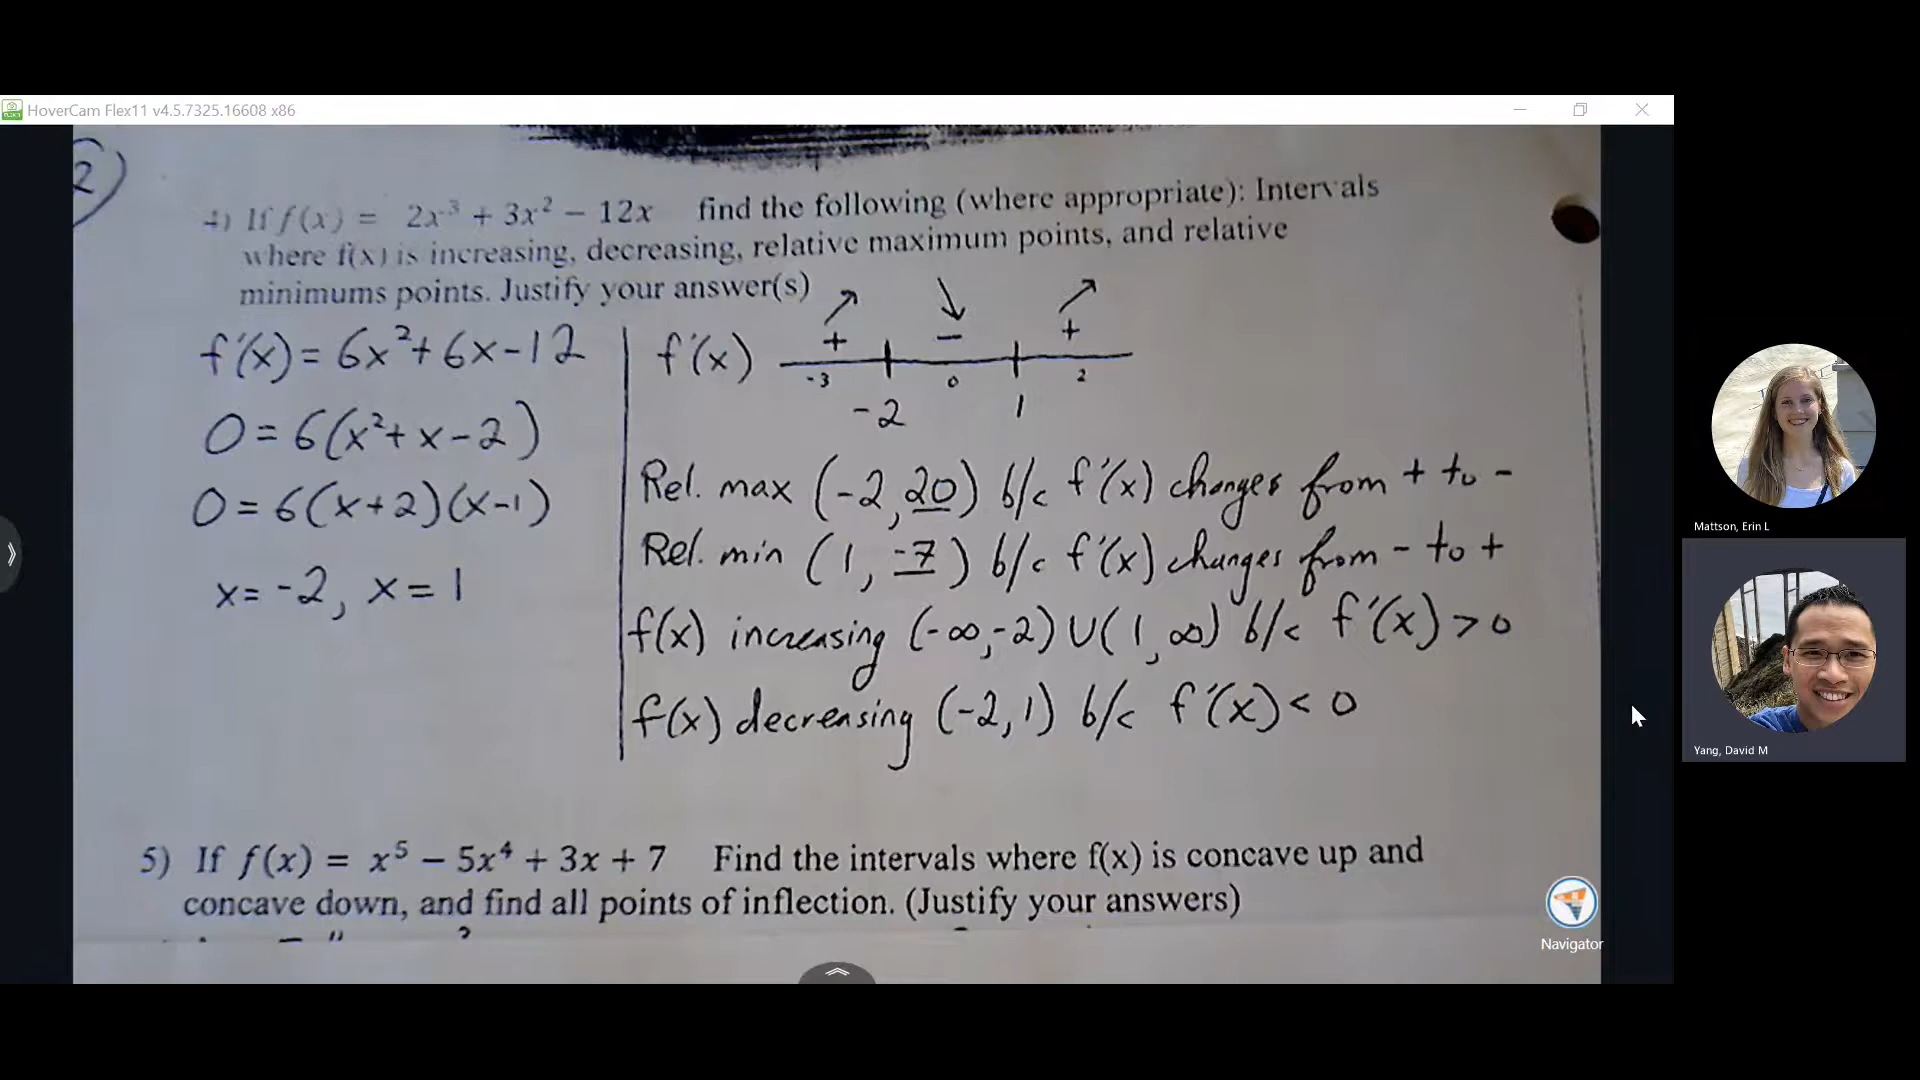 HoverCam Flex11 v4.5.7325.16608 x86
2)
4) If f(x) = 2x³ + 3x² − 12x find the following (where appropriate): Intervals
where f(x) is increasing, decreasing, relative maximum points, and relative
minimums points. Justify your answer(s)
f'(x) = 6x² + 6x - 12
0 = 6(x² + x - 2)
0 = 6(x+2)(x-1)
x = -2, x = 1
f'(x) + - +
-3 0 2
-2 1
Rel. max (-2, 20) b/c f'(x) changes from + to -
Rel. min (1, -7) b/c f'(x) changes from - to +
f(x) increasing (-∞,-2) U (1, ∞) b/c f'(x) > 0
f(x) decreasing (-2, 1) b/c f'(x) < 0
5) If f(x) = x⁵ − 5x⁴ + 3x + 7 Find the intervals where f(x) is concave up and
concave down, and find all points of inflection. (Justify your answers)
Navigator
Mattson, Erin L
Yang, David M